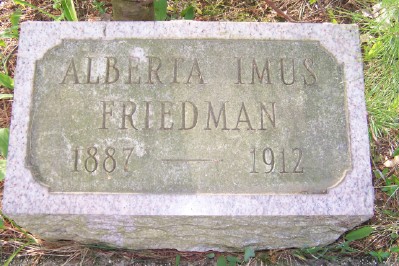 ALBERTA IMUS
FRIEDMAN
1887 — 1912